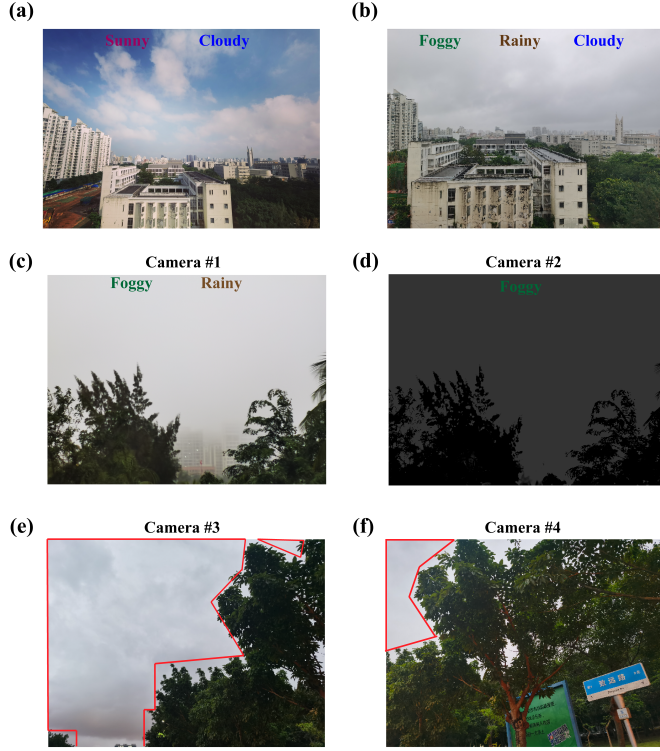 (a)
(b)
Sunny Cloudy
Foggy Rainy Cloudy
(c)
Camera #1
(d)
Camera #2
Foggy Rainy
Foggy
(e)
Camera #3
(f)
Camera #4